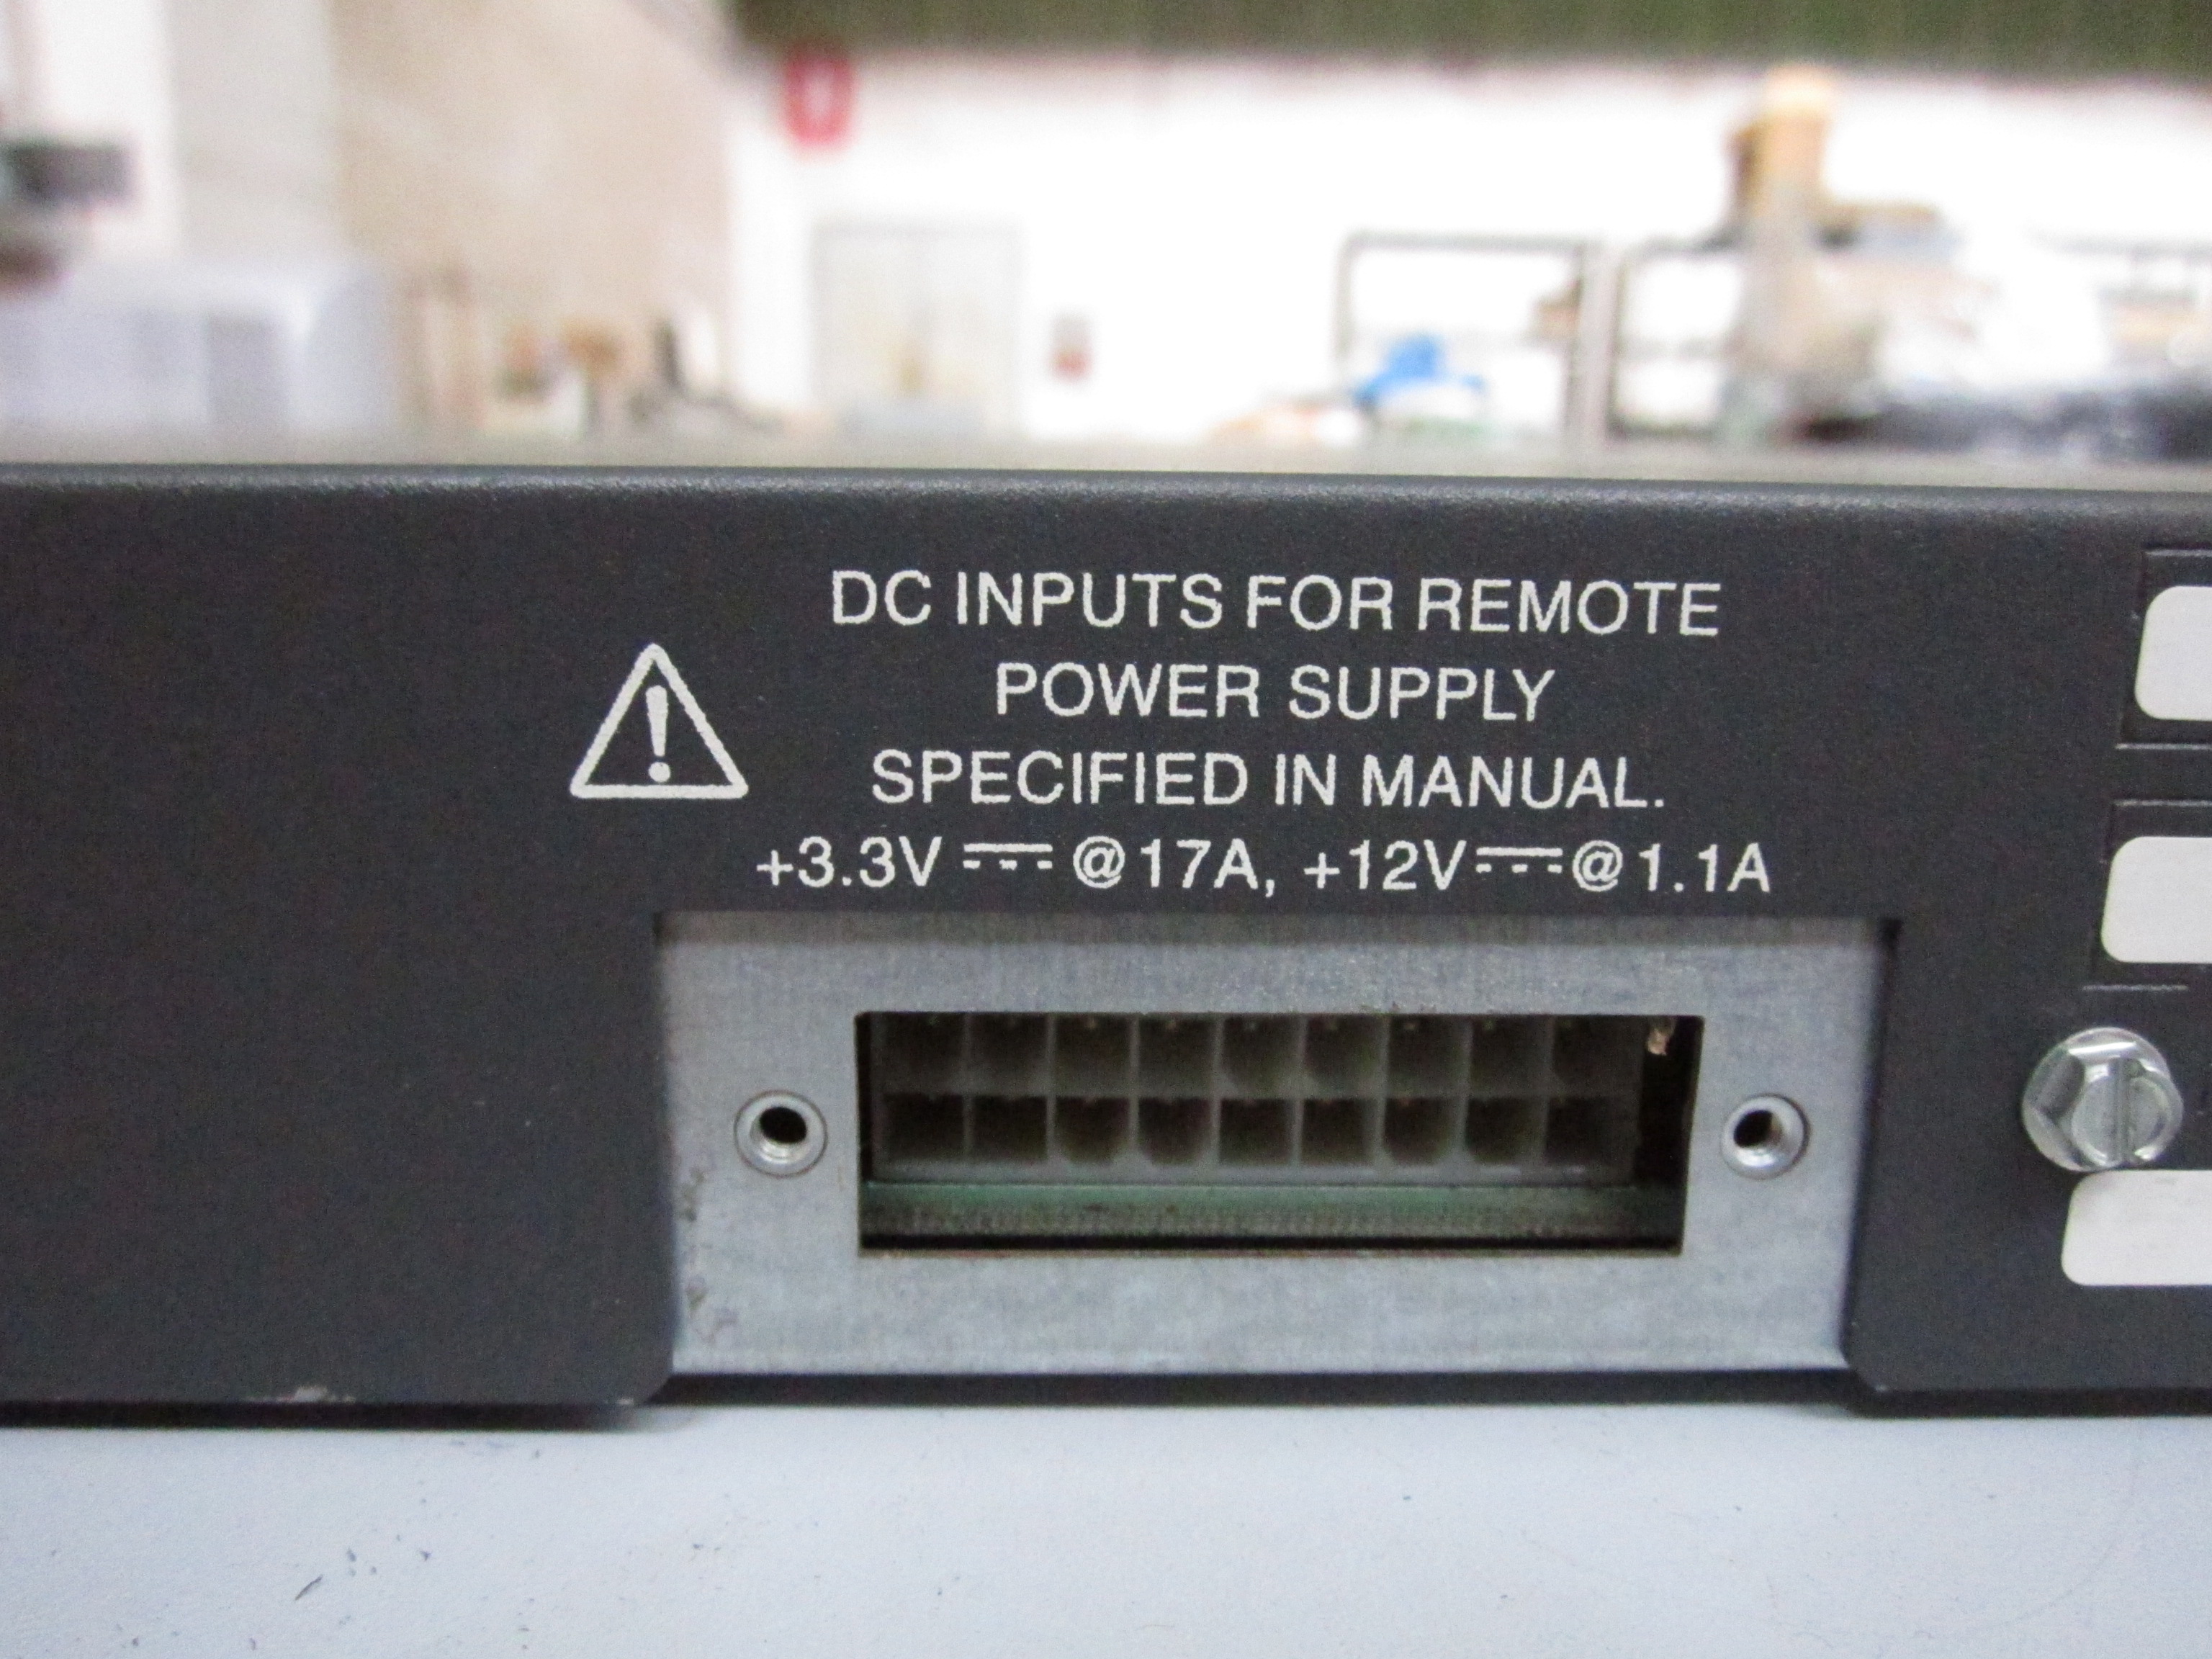 DC INPUTS FOR REMOTE
POWER SUPPLY
SPECIFIED IN MANUAL.
+3.3V ⎓ @ 17A, +12V ⎓ @ 1.1A